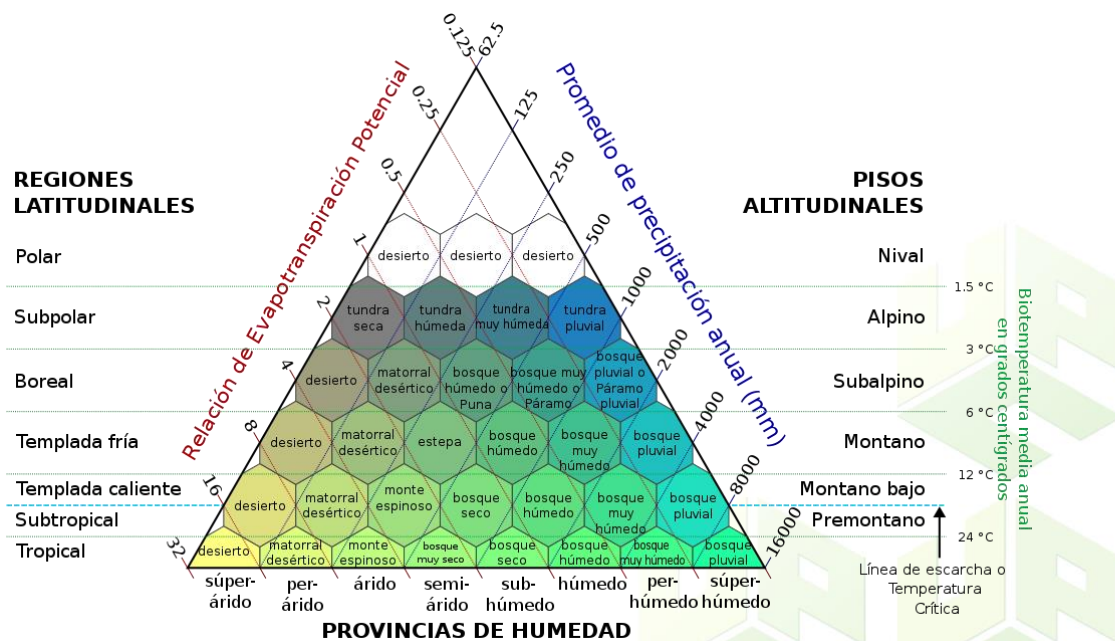 0.125
62.5
0.25
125
0.5
250
1
500
2
1000
4
2000
8
4000
16
8000
32
16000
Relación de Evapotranspiración Potencial
Promedio de precipitación anual (mm)
REGIONES
LATITUDINALES
PISOS
ALTITUDINALES
Polar
desierto
desierto
desierto
Nival
1.5 °C
Subpolar
tundra
seca
tundra
húmeda
tundra
muy húmeda
tundra
pluvial
Alpino
3 °C
Boreal
desierto
matorral
desértico
bosque
húmedo o
Puna
bosque muy
húmedo o
Páramo
bosque
pluvial o
Páramo
pluvial
Subalpino
6 °C
Templada fría
desierto
matorral
desértico
estepa
bosque
húmedo
bosque
muy
húmedo
bosque
pluvial
Montano
12 °C
Templada caliente
Subtropical
desierto
matorral
desértico
monte
espinoso
bosque
seco
bosque
húmedo
bosque
muy
húmedo
bosque
pluvial
Montano bajo
Premontano
24 °C
Tropical
desierto
matorral
desértico
monte
espinoso
bosque
muy seco
bosque
seco
bosque
húmedo
bosque
muy húmedo
bosque
pluvial
Biotemperatura media anual
en grados centígrados
Línea de escarcha o
Temperatura
Crítica
súper-
árido
per-
árido
árido
semi-
árido
sub-
húmedo
húmedo
per-
húmedo
súper-
húmedo
PROVINCIAS DE HUMEDAD